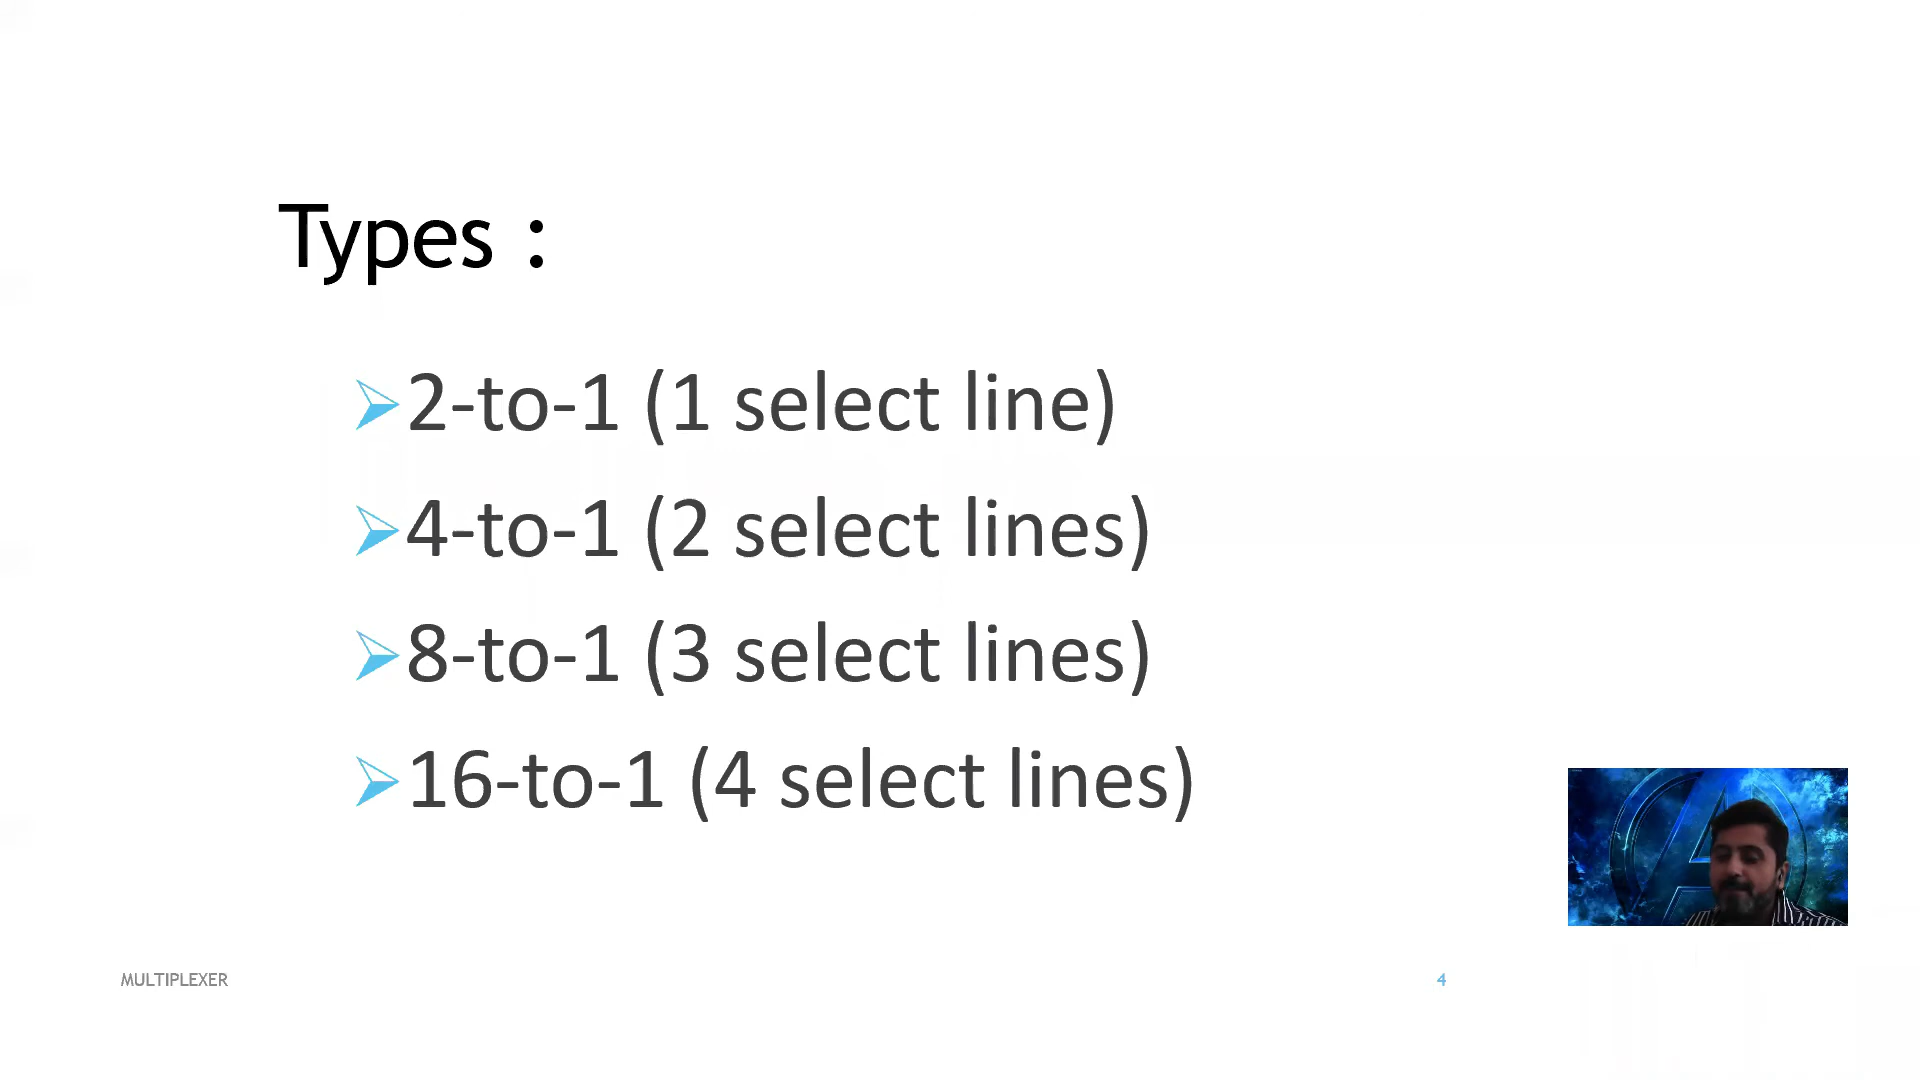 Types :
2-to-1 (1 select line)
4-to-1 (2 select lines)
8-to-1 (3 select lines)
16-to-1 (4 select lines)
MULTIPLEXER
4